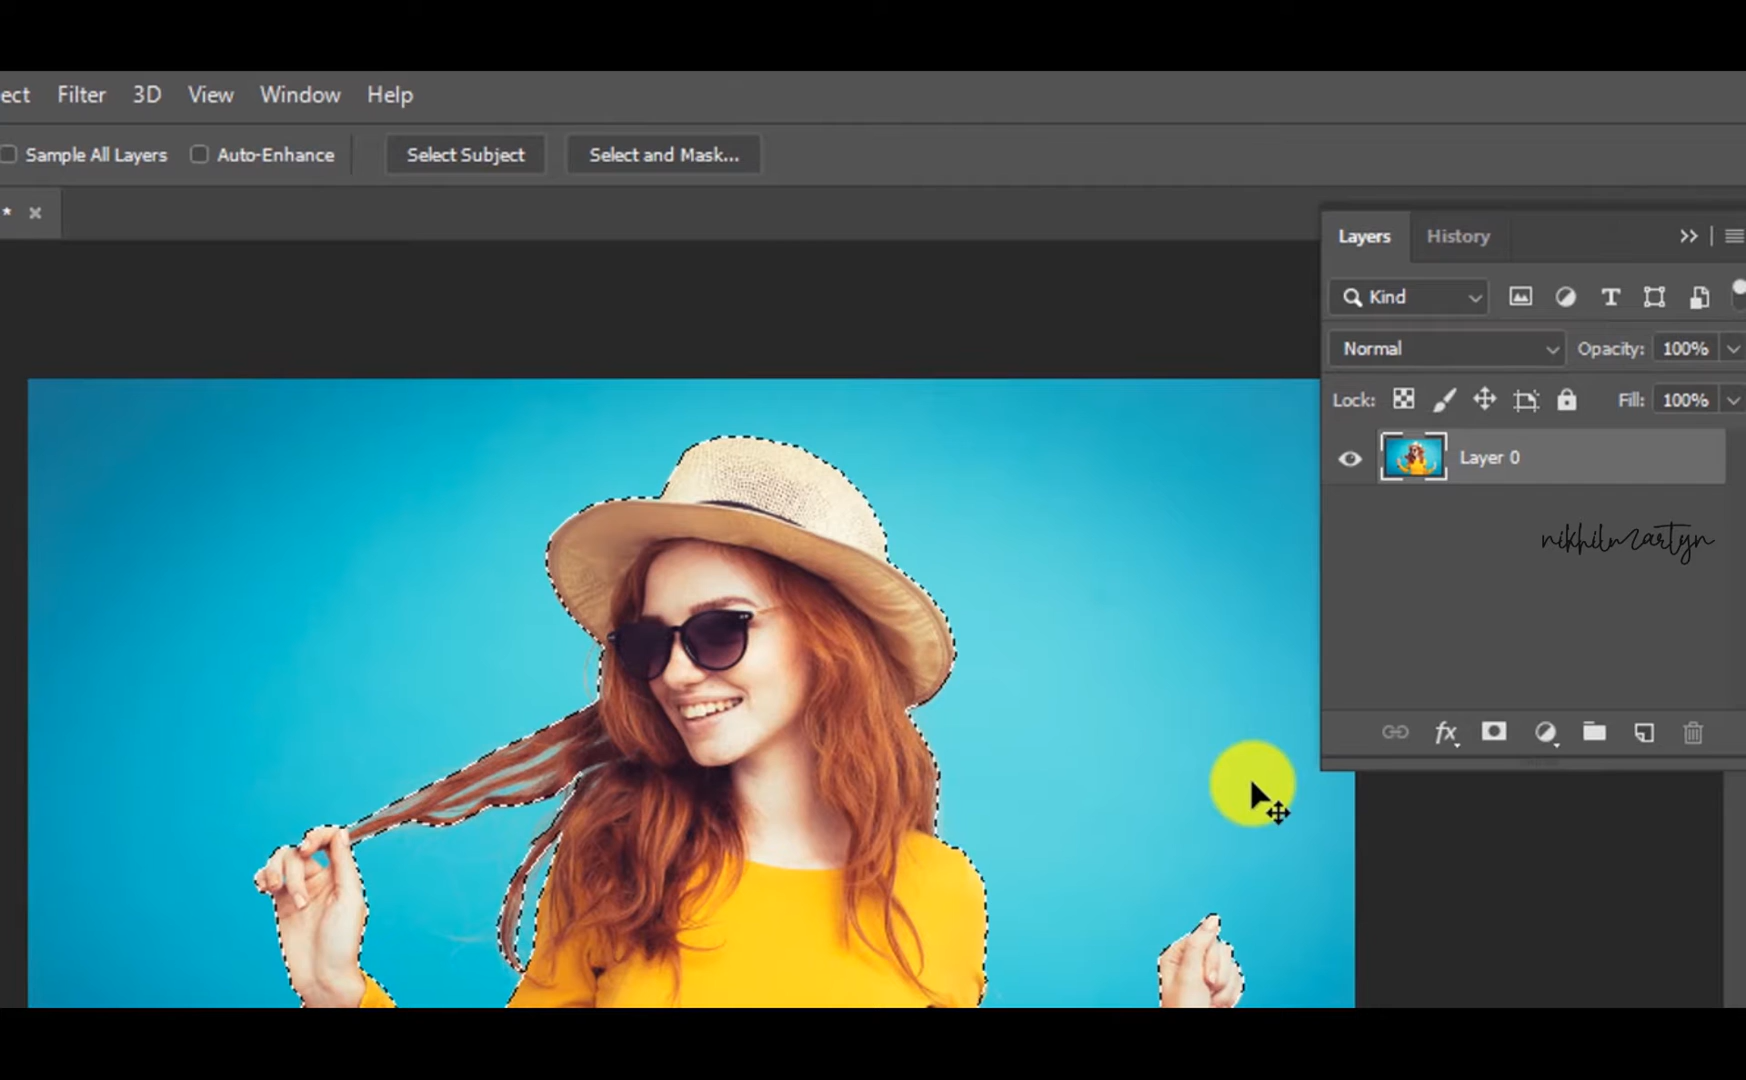 ect Filter 3D View Window Help
Sample All Layers Auto-Enhance Select Subject Select and Mask...
*
Layers History
Kind
Normal Opacity: 100%
Lock: Fill: 100%
Layer 0
nikhilmartyn
fx